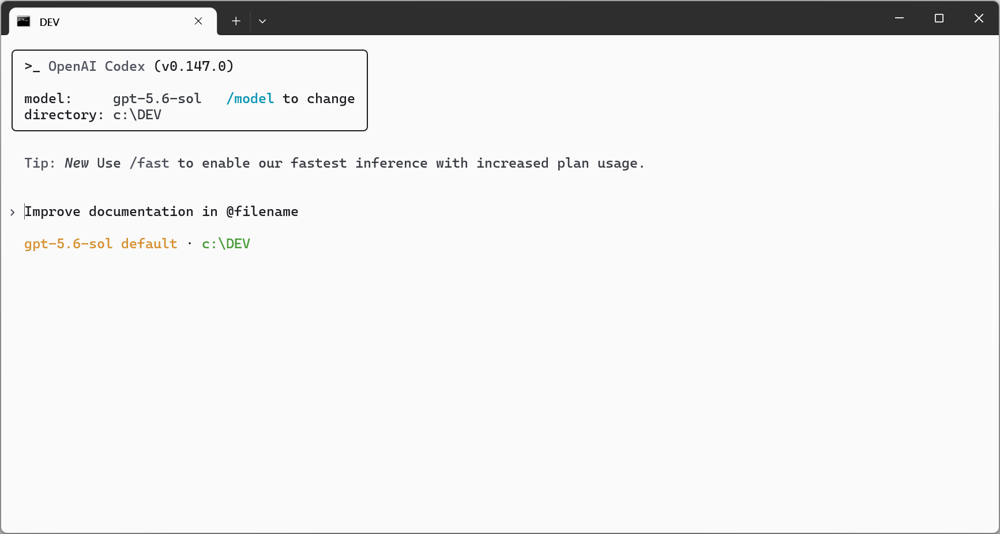 DEV
>_ OpenAI Codex (v0.147.0)
model:     gpt-5.6-sol   /model to change
directory: c:\DEV
Tip: New Use /fast to enable our fastest inference with increased plan usage.
› Improve documentation in @filename
gpt-5.6-sol default · c:\DEV